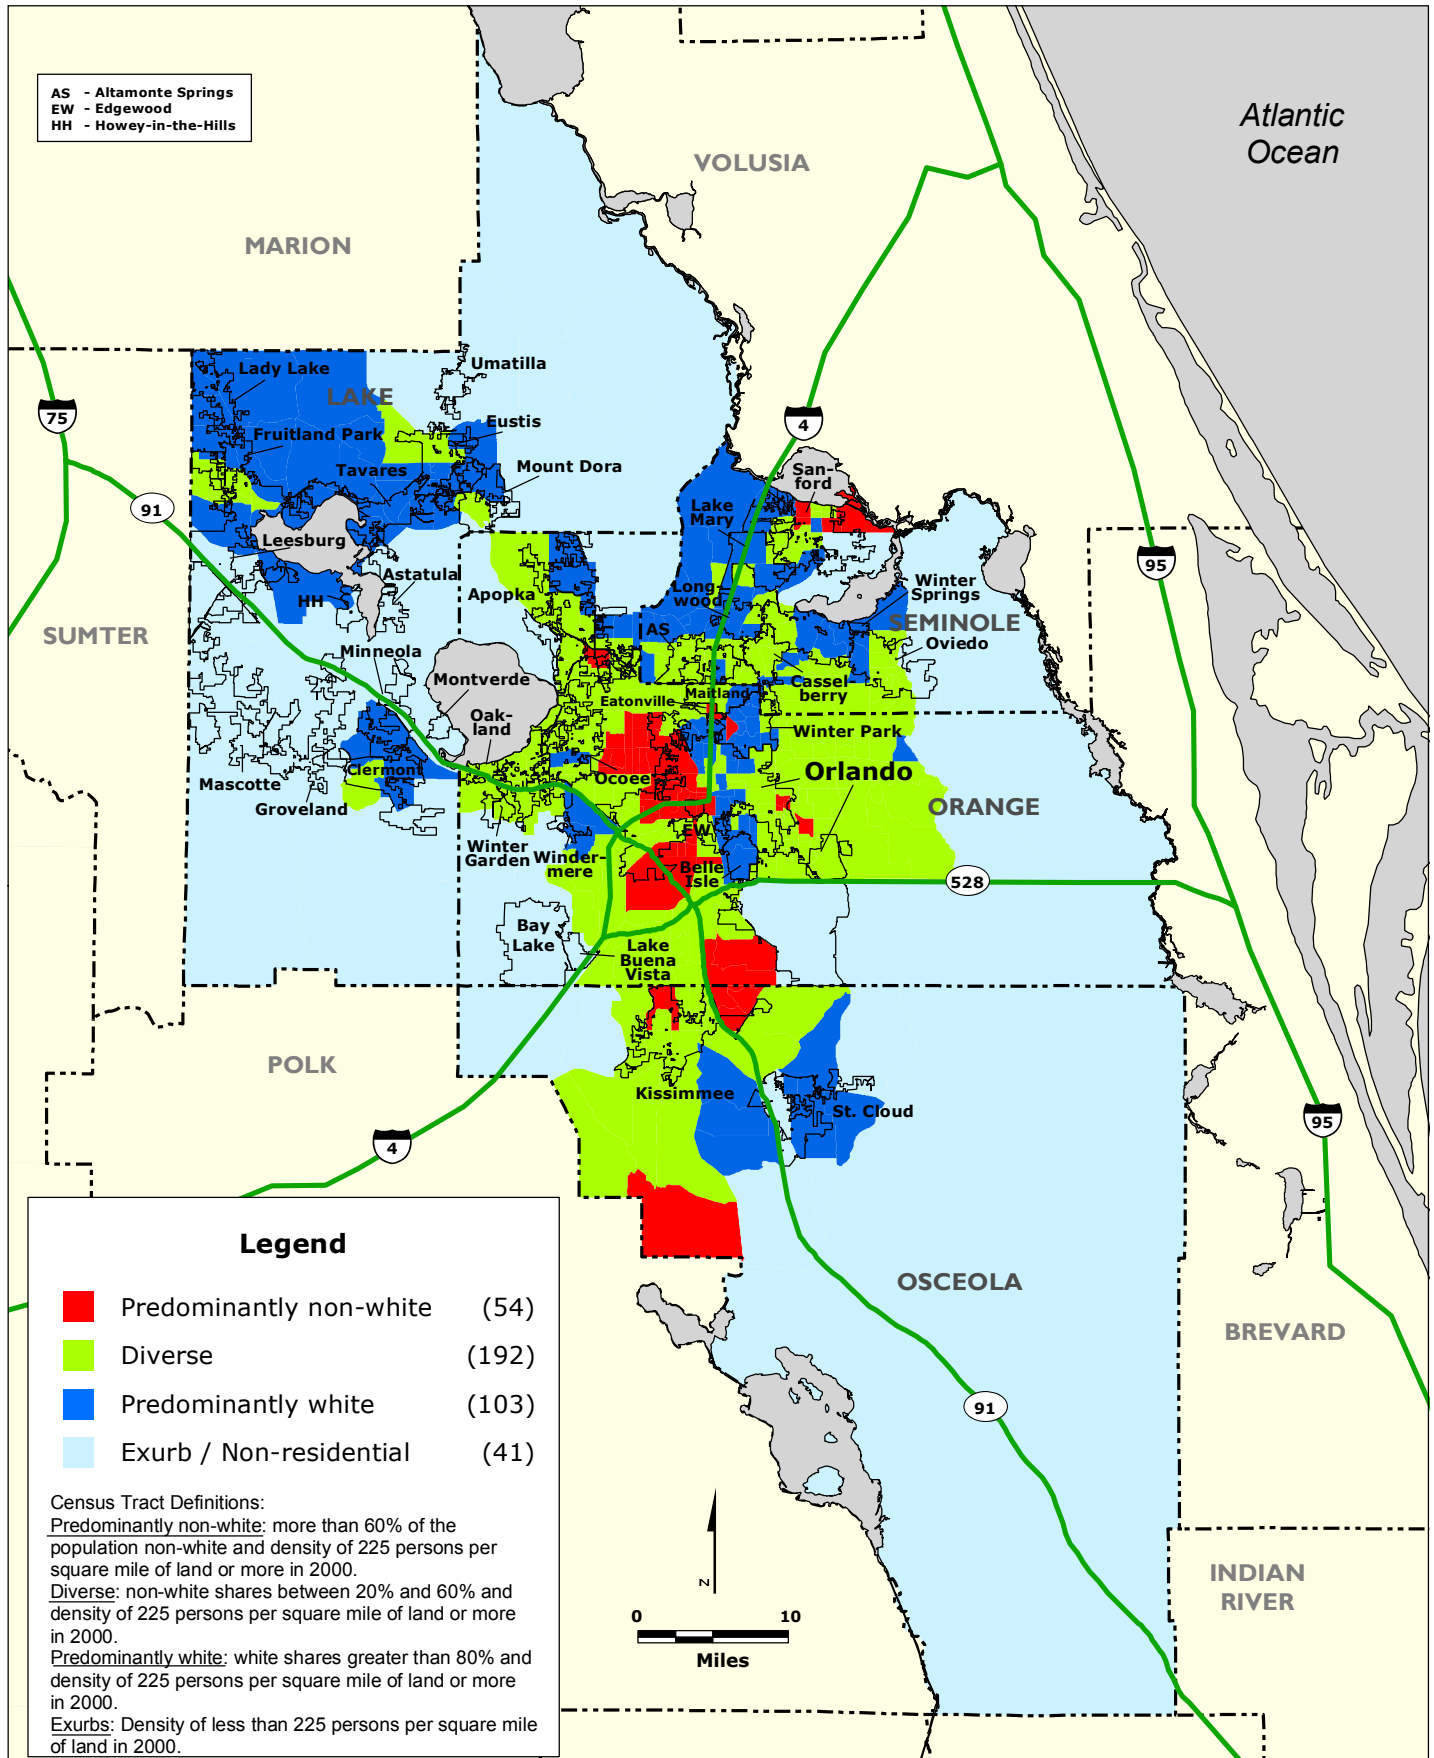 AS - Altamonte Springs
EW - Edgewood
HH - Howey-in-the-Hills
Atlantic
Ocean
VOLUSIA
MARION
Umatilla
Lady Lake
LAKE
75
4
Eustis
Fruitland Park
Tavares
Mount Dora
San-
ford
91
Lake
Mary
Leesburg
95
Astatula
Winter
Springs
Long
wood
Apopka
HH
SUMTER
AS
SEMINOLE
Oviedo
Minneola
Montverde
Cassel
berry
Maitland
Eatonville
Oak-
land
Winter Park
Clermont
Ocoee
Orlando
Mascotte
Groveland
ORANGE
EW
Winter
Garden
Winder-
mere
Belle
Isle
528
Bay
Lake
Lake
Buena
Vista
POLK
Kissimmee
St. Cloud
95
4
Legend
Predominantly non-white (54)
Diverse (192)
Predominantly white (103)
Exurb / Non-residential (41)
OSCEOLA
BREVARD
91
Census Tract Definitions:
Predominantly non-white: more than 60% of the
population non-white and density of 225 persons per
square mile of land or more in 2000.
Diverse: non-white shares between 20% and 60% and
density of 225 persons per square mile of land or more
in 2000.
Predominantly white: white shares greater than 80% and
density of 225 persons per square mile of land or more
in 2000.
Exurbs: Density of less than 225 persons per square mile
of land in 2000.
N
0 10
Miles
INDIAN
RIVER